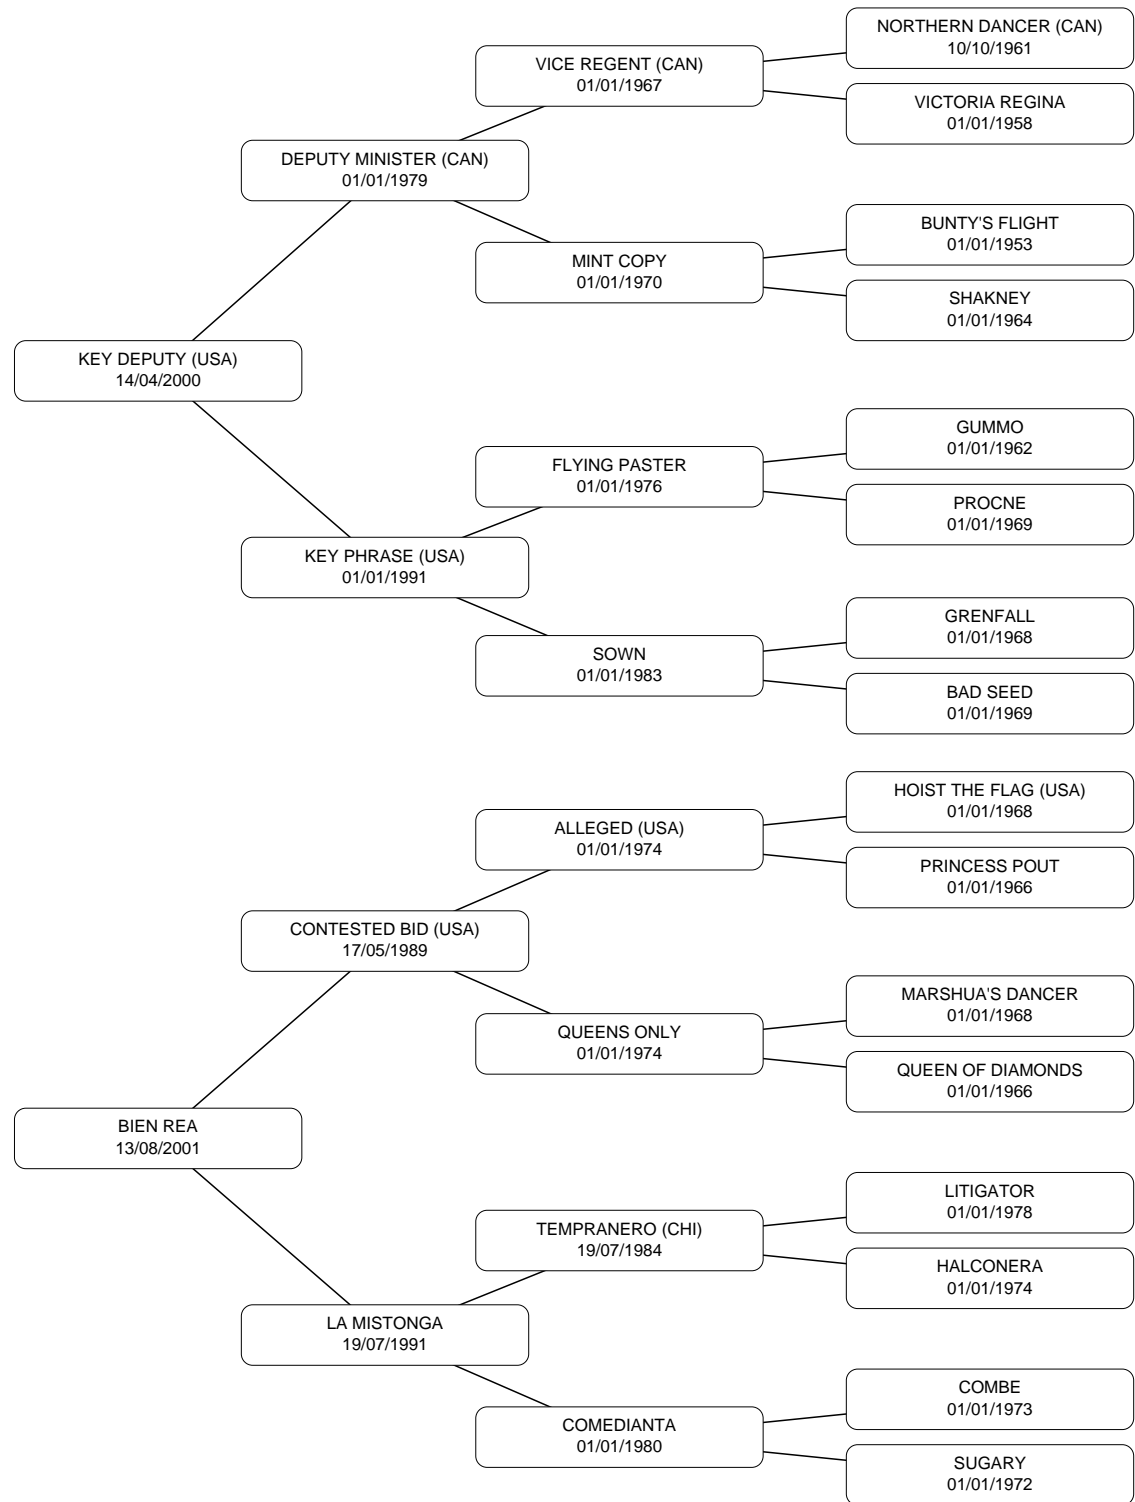 NORTHERN DANCER (CAN)
10/10/1961
VICE REGENT (CAN)
01/01/1967
VICTORIA REGINA
01/01/1958
DEPUTY MINISTER (CAN)
01/01/1979
BUNTY'S FLIGHT
01/01/1953
MINT COPY
01/01/1970
SHAKNEY
01/01/1964
KEY DEPUTY (USA)
14/04/2000
GUMMO
01/01/1962
FLYING PASTER
01/01/1976
PROCNE
01/01/1969
KEY PHRASE (USA)
01/01/1991
GRENFALL
01/01/1968
SOWN
01/01/1983
BAD SEED
01/01/1969
HOIST THE FLAG (USA)
01/01/1968
ALLEGED (USA)
01/01/1974
PRINCESS POUT
01/01/1966
CONTESTED BID (USA)
17/05/1989
MARSHUA'S DANCER
01/01/1968
QUEENS ONLY
01/01/1974
QUEEN OF DIAMONDS
01/01/1966
BIEN REA
13/08/2001
LITIGATOR
01/01/1978
TEMPRANERO (CHI)
19/07/1984
HALCONERA
01/01/1974
LA MISTONGA
19/07/1991
COMBE
01/01/1973
COMEDIANTA
01/01/1980
SUGARY
01/01/1972